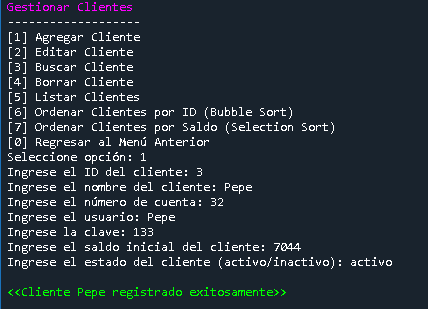 Gestionar Clientes
-------------------
[1] Agregar Cliente
[2] Editar Cliente
[3] Buscar Cliente
[4] Borrar Cliente
[5] Listar Clientes
[6] Ordenar Clientes por ID (Bubble Sort)
[7] Ordenar Clientes por Saldo (Selection Sort)
[0] Regresar al Menú Anterior
Seleccione opción: 1
Ingrese el ID del cliente: 3
Ingrese el nombre del cliente: Pepe
Ingrese el número de cuenta: 32
Ingrese el usuario: Pepe
Ingrese la clave: 133
Ingrese el saldo inicial del cliente: 7044
Ingrese el estado del cliente (activo/inactivo): activo
<<Cliente Pepe registrado exitosamente>>